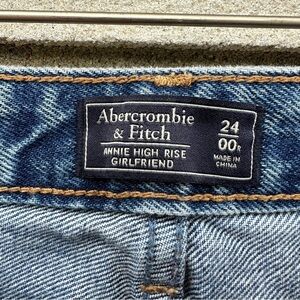 Abercrombie
& Fitch
ANNIE HIGH RISE
GIRLFRIEND
24
00R
MADE IN
CHINA